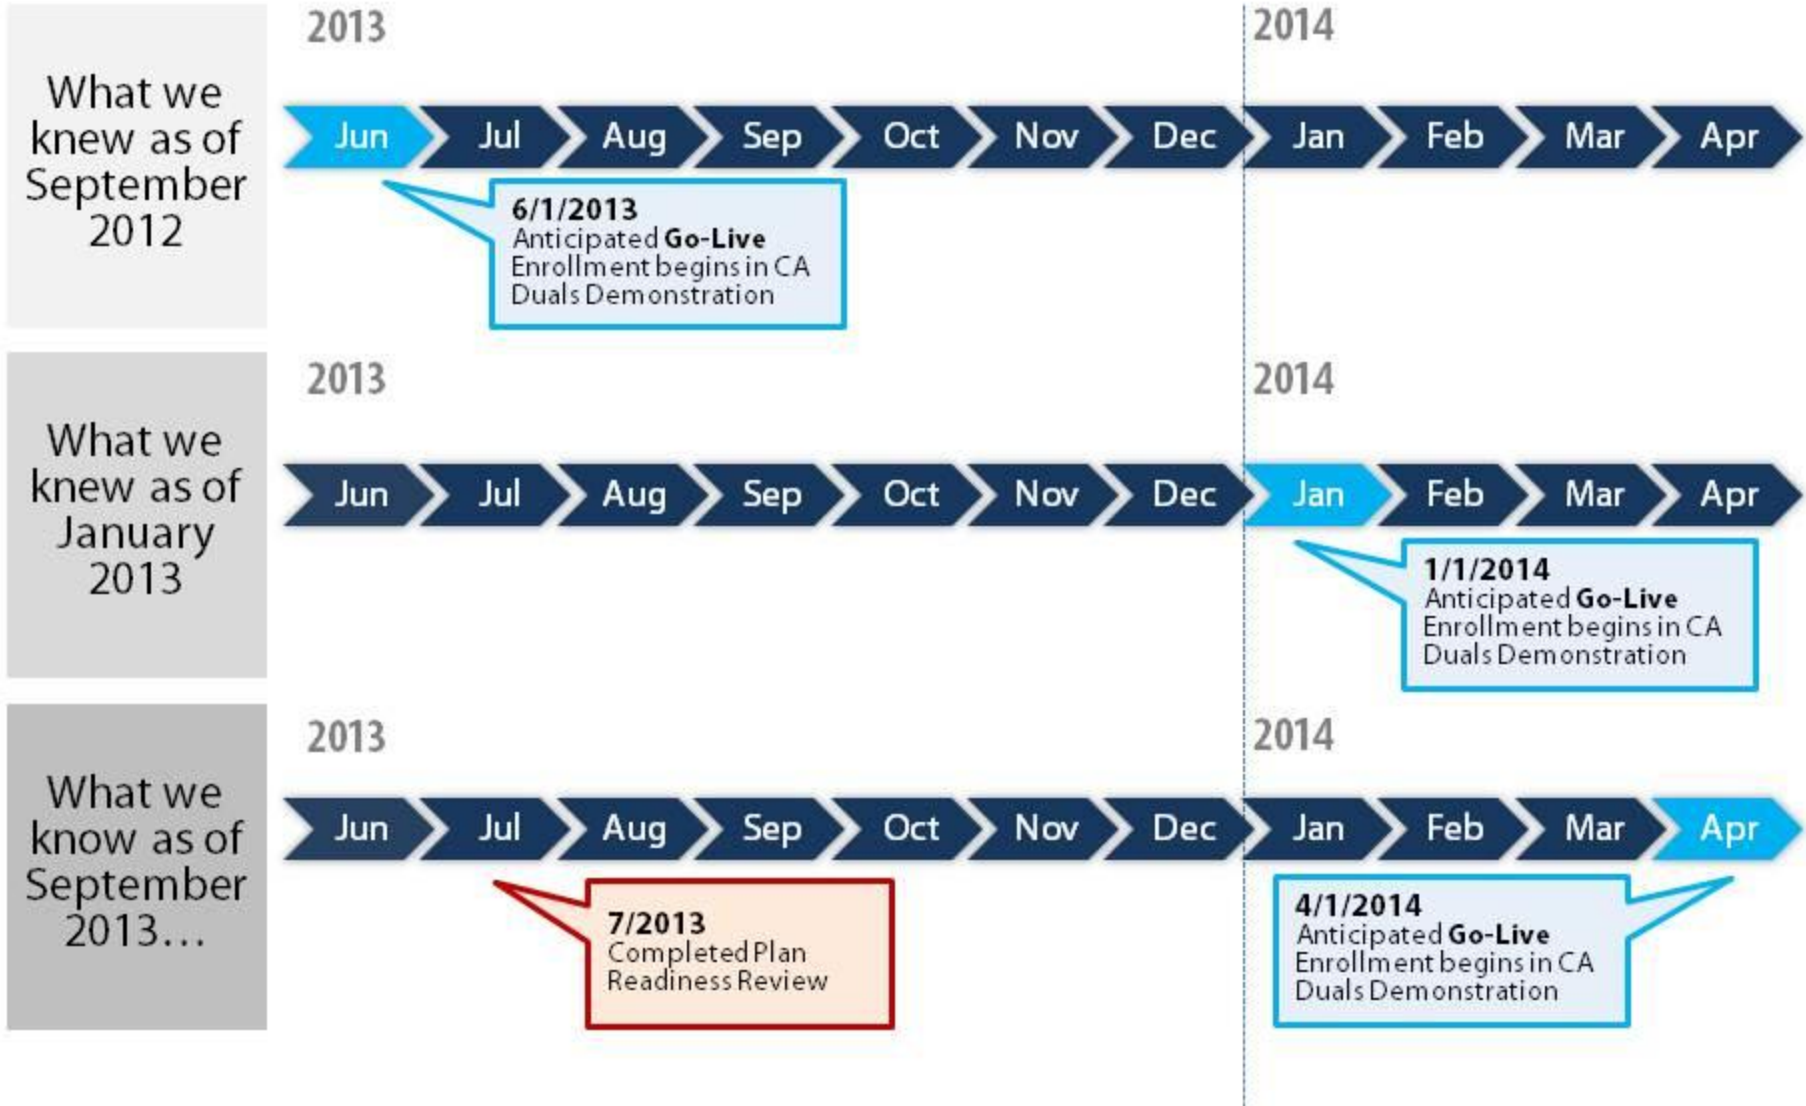 What we
knew as of
September
2012
2013
2014
Jun Jul Aug Sep Oct Nov Dec Jan Feb Mar Apr
6/1/2013
Anticipated Go-Live
Enrollment begins in CA
Duals Demonstration
What we
knew as of
January
2013
2013
2014
Jun Jul Aug Sep Oct Nov Dec Jan Feb Mar Apr
1/1/2014
Anticipated Go-Live
Enrollment begins in CA
Duals Demonstration
What we
know as of
September
2013...
2013
2014
Jun Jul Aug Sep Oct Nov Dec Jan Feb Mar Apr
7/2013
Completed Plan
Readiness Review
4/1/2014
Anticipated Go-Live
Enrollment begins in CA
Duals Demonstration